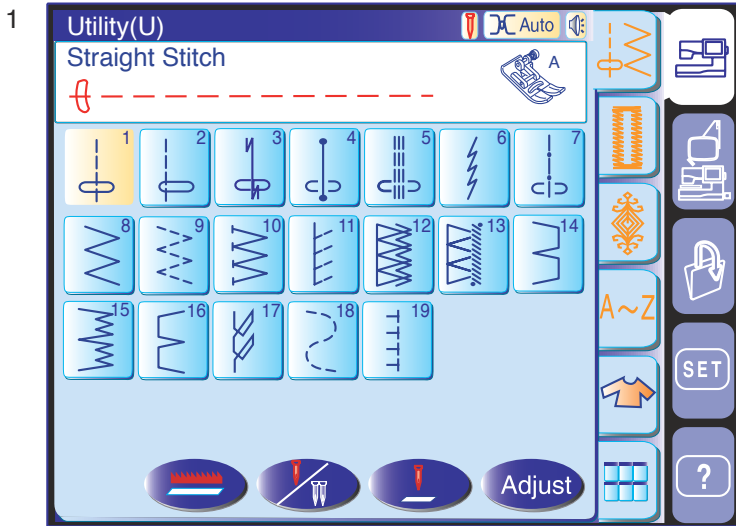 1
Utility(U) Auto
Straight Stitch A
1 2 3 4 5 6 7
8 9 10 11 12 13 14
15 16 17 18 19
A~Z
SET
Adjust ?